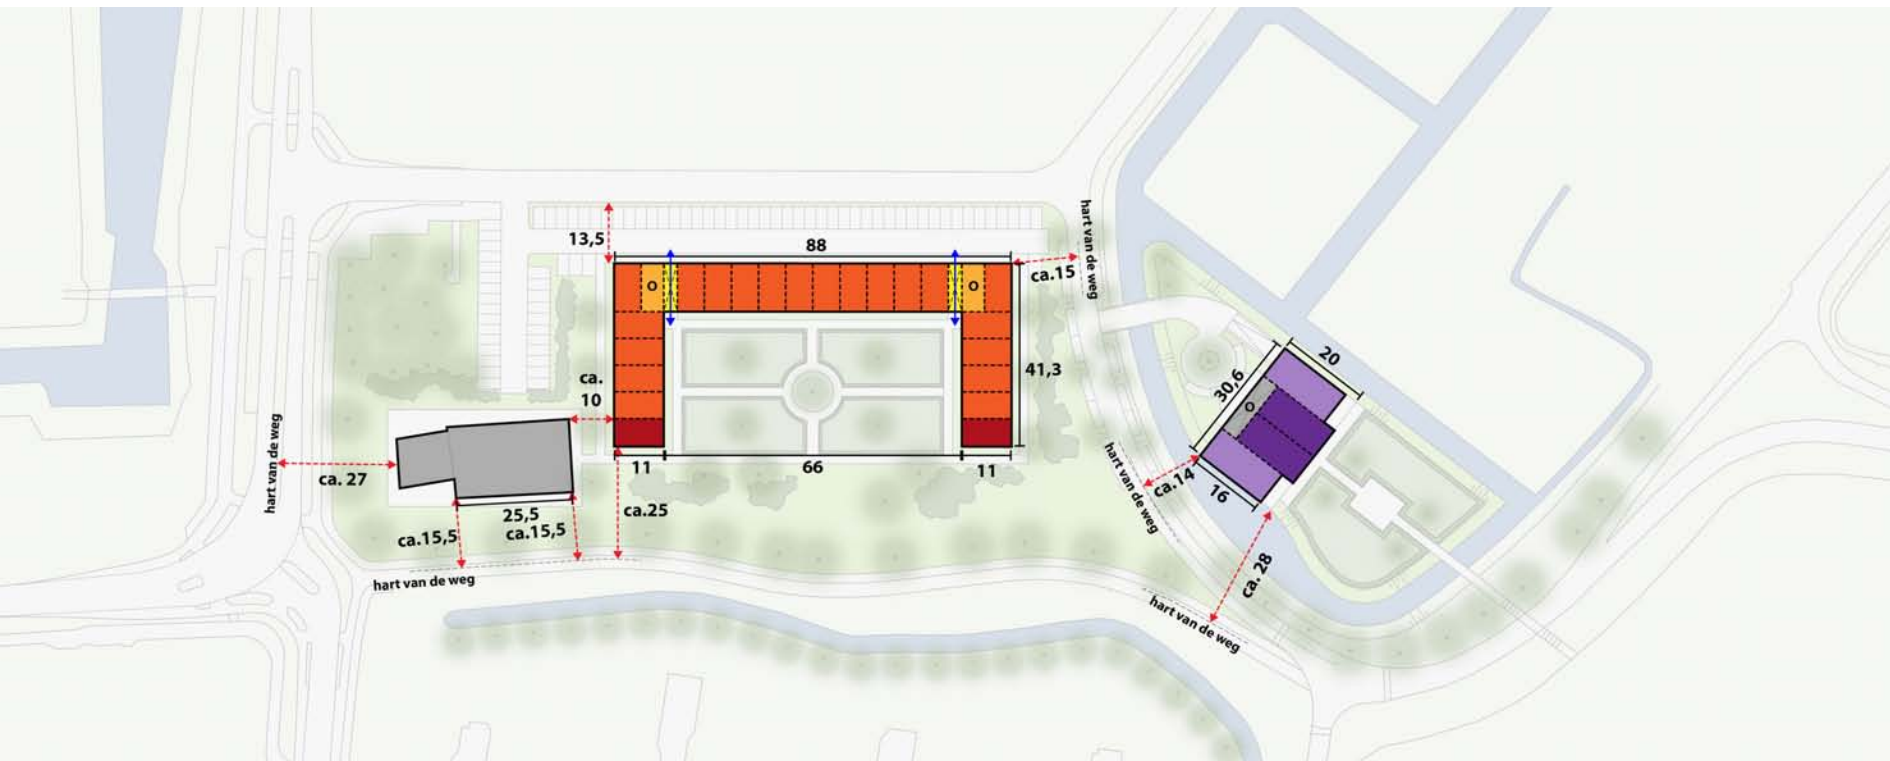 hart van de weg
13,5
88
ca.15
O
O
20
41,3
30,6
ca.
10
O
hart van de weg
ca. 27
11
66
11
hart van de weg
ca.14
16
25,5
ca.25
ca.15,5
ca.15,5
ca. 28
hart van de weg
hart van de weg